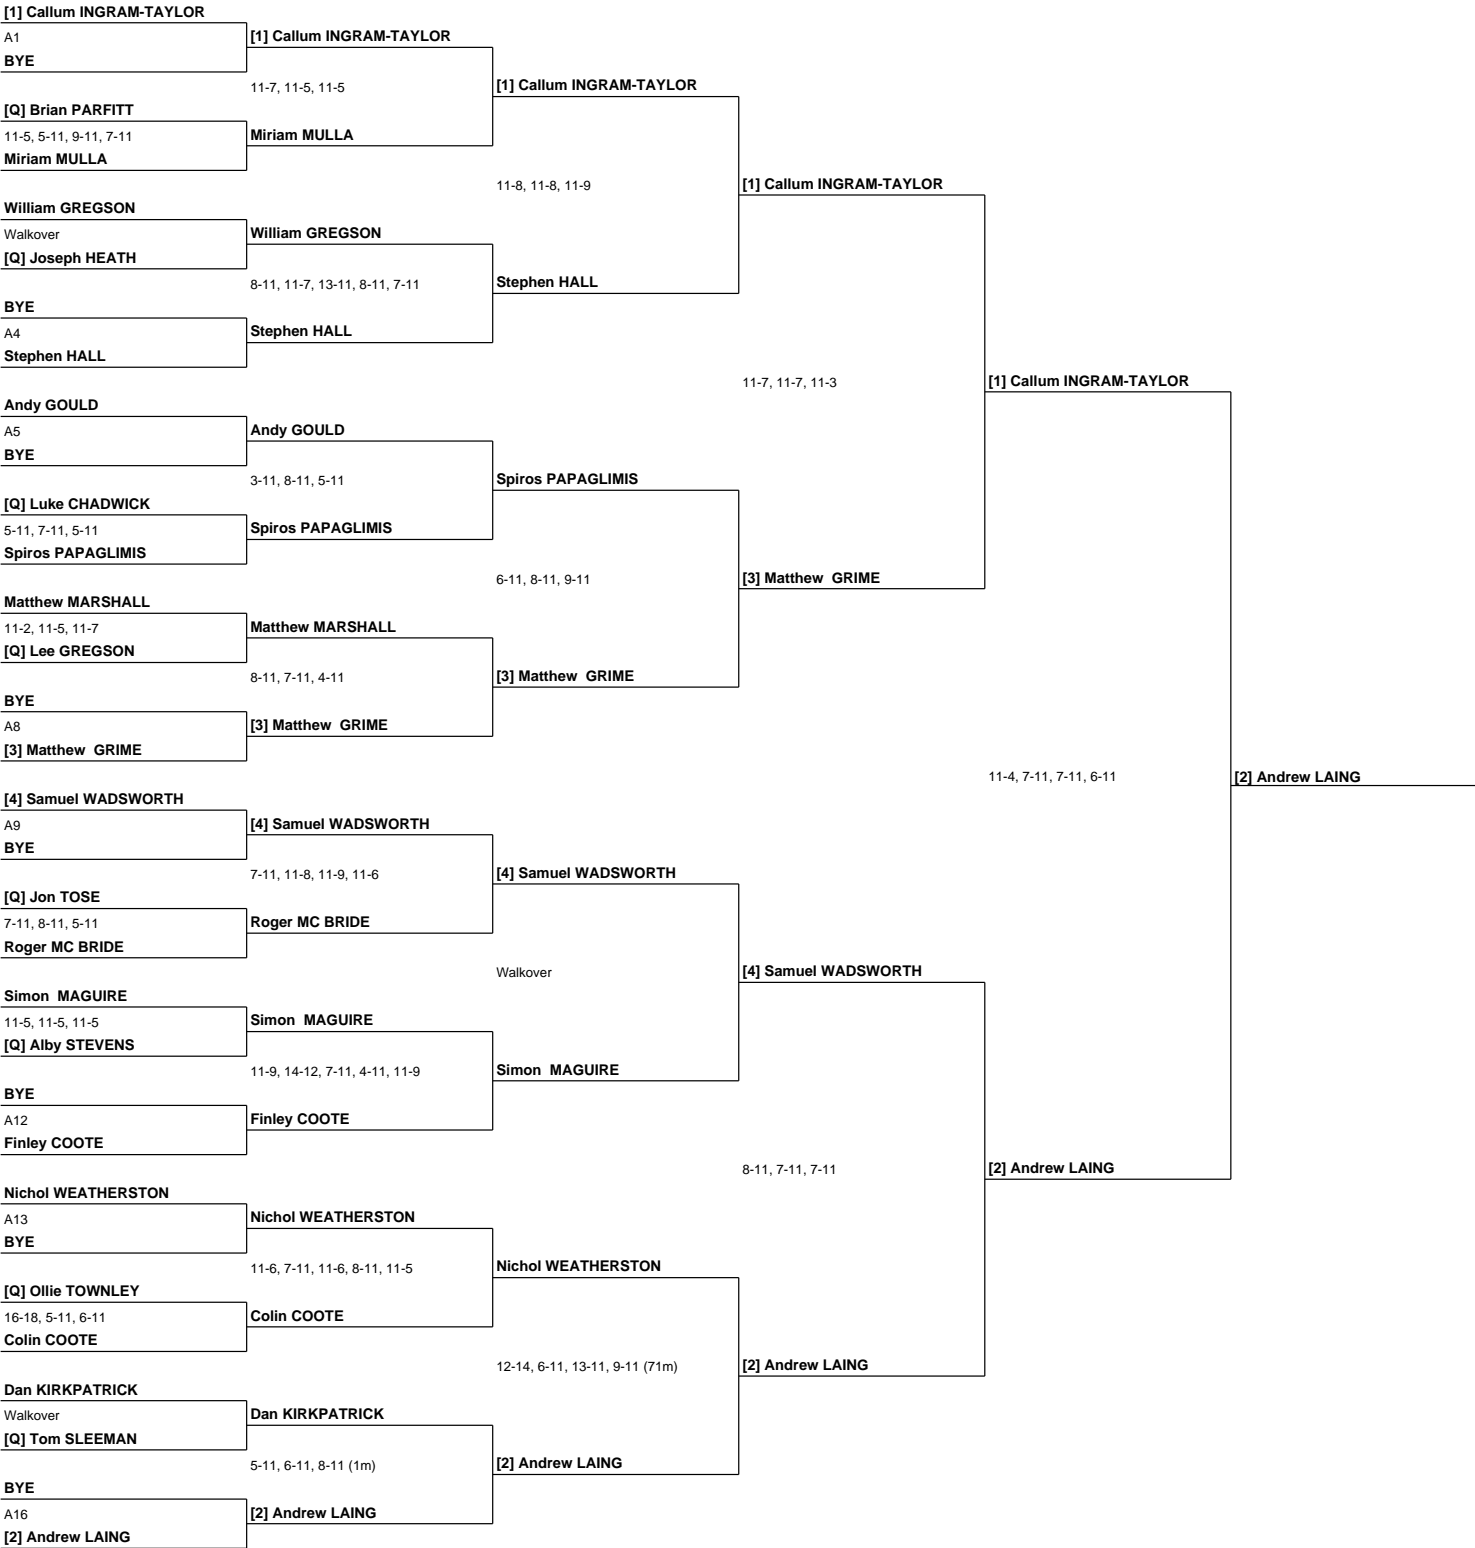 [1] Callum INGRAM-TAYLOR
A1
BYE
[Q] Brian PARFITT
11-5, 5-11, 9-11, 7-11
Miriam MULLA
William GREGSON
Walkover
[Q] Joseph HEATH
BYE
A4
Stephen HALL
Andy GOULD
A5
BYE
[Q] Luke CHADWICK
5-11, 7-11, 5-11
Spiros PAPAGLIMIS
Matthew MARSHALL
11-2, 11-5, 11-7
[Q] Lee GREGSON
BYE
A8
[3] Matthew  GRIME
[4] Samuel WADSWORTH
A9
BYE
[Q] Jon TOSE
7-11, 8-11, 5-11
Roger MC BRIDE
Simon  MAGUIRE
11-5, 11-5, 11-5
[Q] Alby STEVENS
BYE
A12
Finley COOTE
Nichol WEATHERSTON
A13
BYE
[Q] Ollie TOWNLEY
16-18, 5-11, 6-11
Colin COOTE
Dan KIRKPATRICK
Walkover
[Q] Tom SLEEMAN
BYE
A16
[2] Andrew LAING
[1] Callum INGRAM-TAYLOR
11-7, 11-5, 11-5
Miriam MULLA
William GREGSON
8-11, 11-7, 13-11, 8-11, 7-11
Stephen HALL
Andy GOULD
3-11, 8-11, 5-11
Spiros PAPAGLIMIS
Matthew MARSHALL
8-11, 7-11, 4-11
[3] Matthew  GRIME
[4] Samuel WADSWORTH
7-11, 11-8, 11-9, 11-6
Roger MC BRIDE
Simon  MAGUIRE
11-9, 14-12, 7-11, 4-11, 11-9
Finley COOTE
Nichol WEATHERSTON
11-6, 7-11, 11-6, 8-11, 11-5
Colin COOTE
Dan KIRKPATRICK
5-11, 6-11, 8-11 (1m)
[2] Andrew LAING
[1] Callum INGRAM-TAYLOR
11-8, 11-8, 11-9
Stephen HALL
Spiros PAPAGLIMIS
6-11, 8-11, 9-11
[3] Matthew  GRIME
[4] Samuel WADSWORTH
Walkover
Simon  MAGUIRE
Nichol WEATHERSTON
12-14, 6-11, 13-11, 9-11 (71m)
[2] Andrew LAING
[1] Callum INGRAM-TAYLOR
11-7, 11-7, 11-3
[3] Matthew  GRIME
[4] Samuel WADSWORTH
8-11, 7-11, 7-11
[2] Andrew LAING
[1] Callum INGRAM-TAYLOR
11-4, 7-11, 7-11, 6-11
[2] Andrew LAING
[2] Andrew LAING